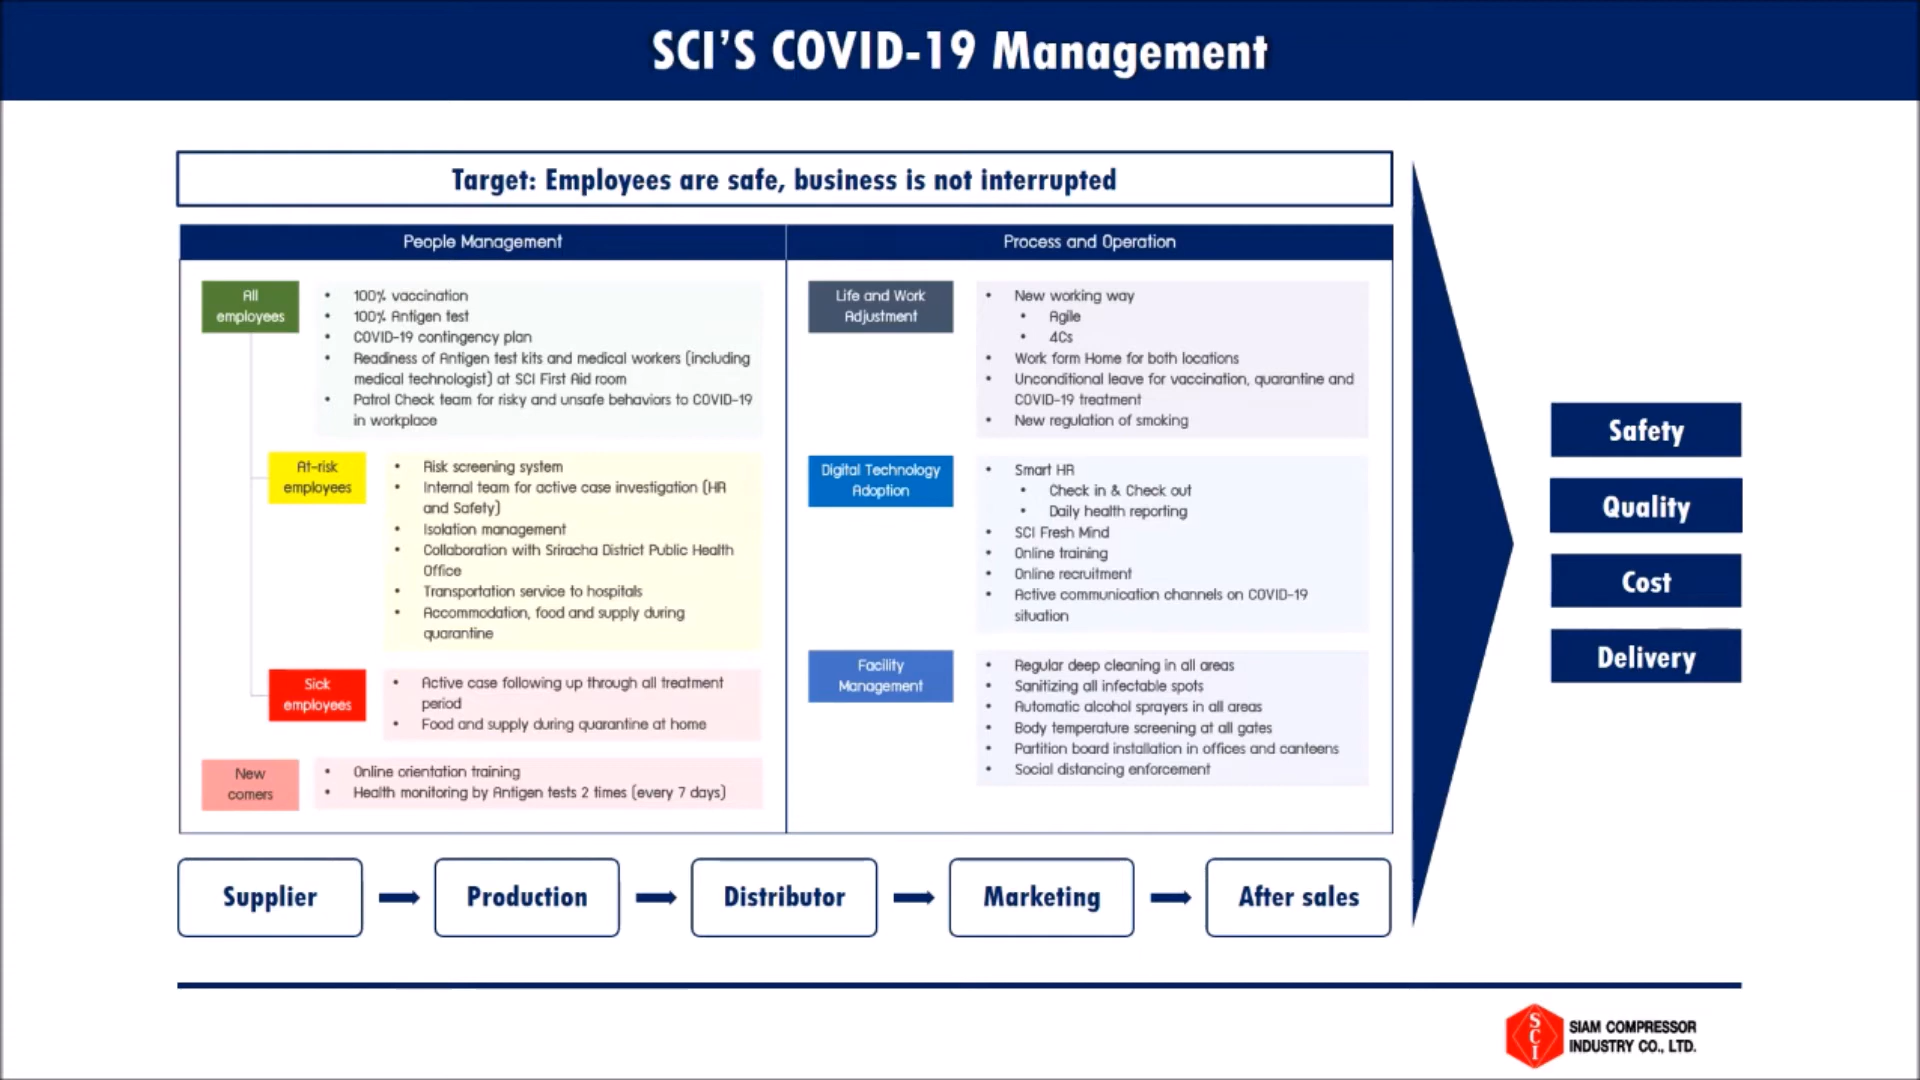 SCI'S COVID-19 Management
Target: Employees are safe, business is not interrupted
People Management
All
employees
• 100% vaccination
• 100% Antigen test
• COVID-19 contingency plan
• Readiness of Antigen test kits and medical workers (including
medical technologist) at SCI First Aid room
• Patrol Check team for risky and unsafe behaviors to COVID-19
in workplace
At-risk
employees
• Risk screening system
• Internal team for active case investigation (HR
and Safety)
• Isolation management
• Collaboration with Sriracha District Public Health
Office
• Transportation service to hospitals
• Accommodation, food and supply during
quarantine
Sick
employees
• Active case following up through all treatment
period
• Food and supply during quarantine at home
New
comers
• Online orientation training
• Health monitoring by Antigen tests 2 times (every 7 days)
Process and Operation
Life and Work
Adjustment
• New working way
• Agile
• 4Cs
• Work form Home for both locations
• Unconditional leave for vaccination, quarantine and
COVID-19 treatment
• New regulation of smoking
Digital Technology
Adoption
• Smart HR
• Check in & Check out
• Daily health reporting
• SCI Fresh Mind
• Online training
• Online recruitment
• Active communication channels on COVID-19
situation
Facility
Management
• Regular deep cleaning in all areas
• Sanitizing all infectable spots
• Automatic alcohol sprayers in all areas
• Body temperature screening at all gates
• Partition board installation in offices and canteens
• Social distancing enforcement
Safety
Quality
Cost
Delivery
Supplier
Production
Distributor
Marketing
After sales
SCI
SIAM COMPRESSOR
INDUSTRY CO., LTD.